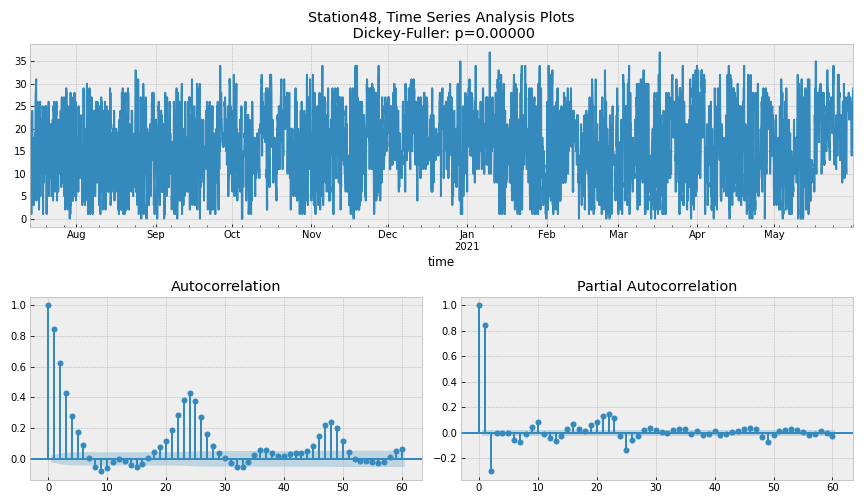 Station48, Time Series Analysis Plots
Dickey-Fuller: p=0.00000
35
30
25
20
15
10
5
0
Aug Sep Oct Nov Dec Jan Feb Mar Apr May
2021
time
Autocorrelation
1.0
0.8
0.6
0.4
0.2
0.0
0 10 20 30 40 50 60
Partial Autocorrelation
1.0
0.8
0.6
0.4
0.2
0.0
−0.2
0 10 20 30 40 50 60